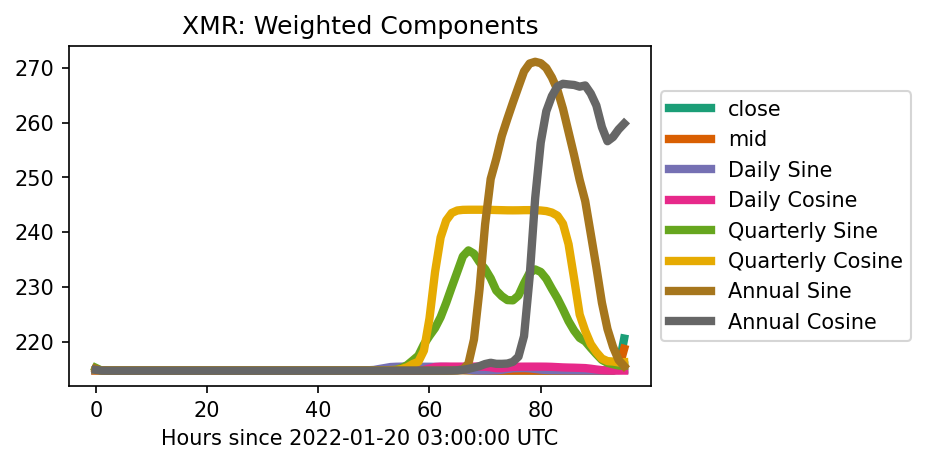 XMR: Weighted Components
270
260
250
240
230
220
0 20 40 60 80
Hours since 2022-01-20 03:00:00 UTC
close
mid
Daily Sine
Daily Cosine
Quarterly Sine
Quarterly Cosine
Annual Sine
Annual Cosine